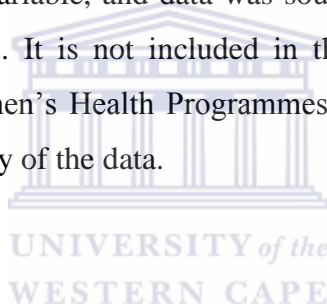 variable, and data was sou
. It is not included in th
en's Health Programmes
y of the data.
UNIVERSITY of the
WESTERN CAPE